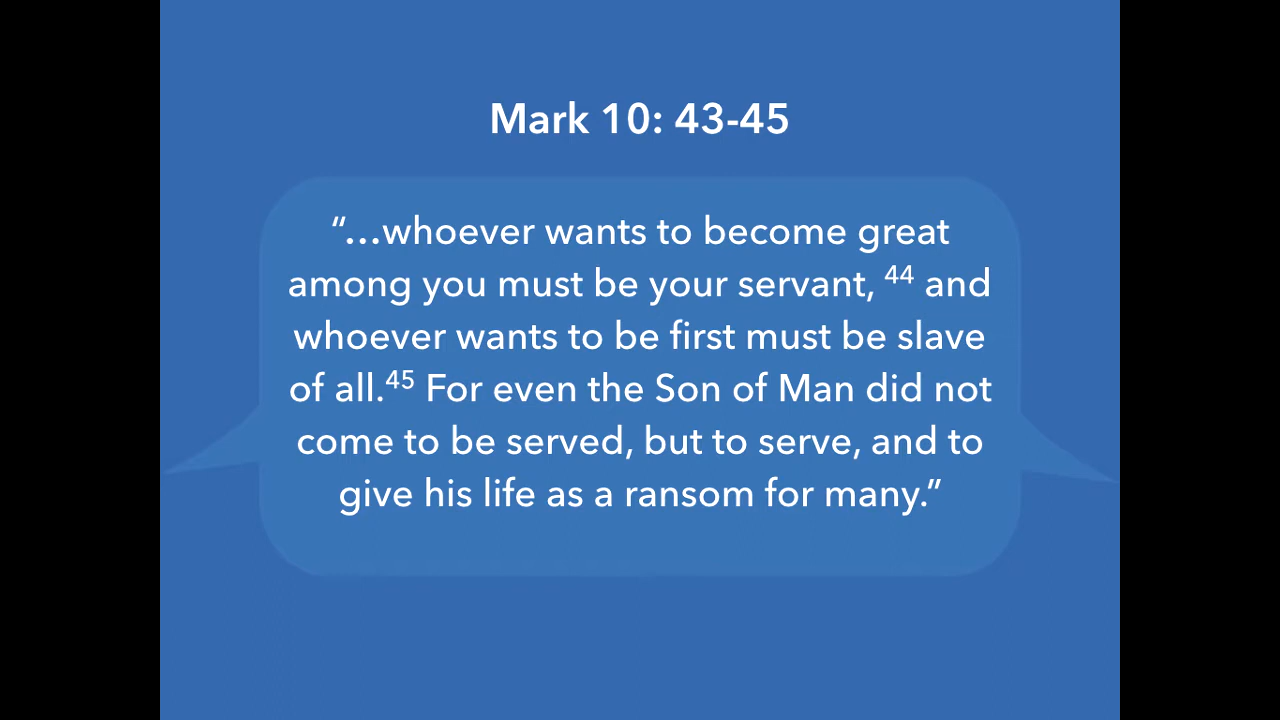 Mark 10: 43-45
“...whoever wants to become great
among you must be your servant, 44 and
whoever wants to be first must be slave
of all.45 For even the Son of Man did not
come to be served, but to serve, and to
give his life as a ransom for many.”